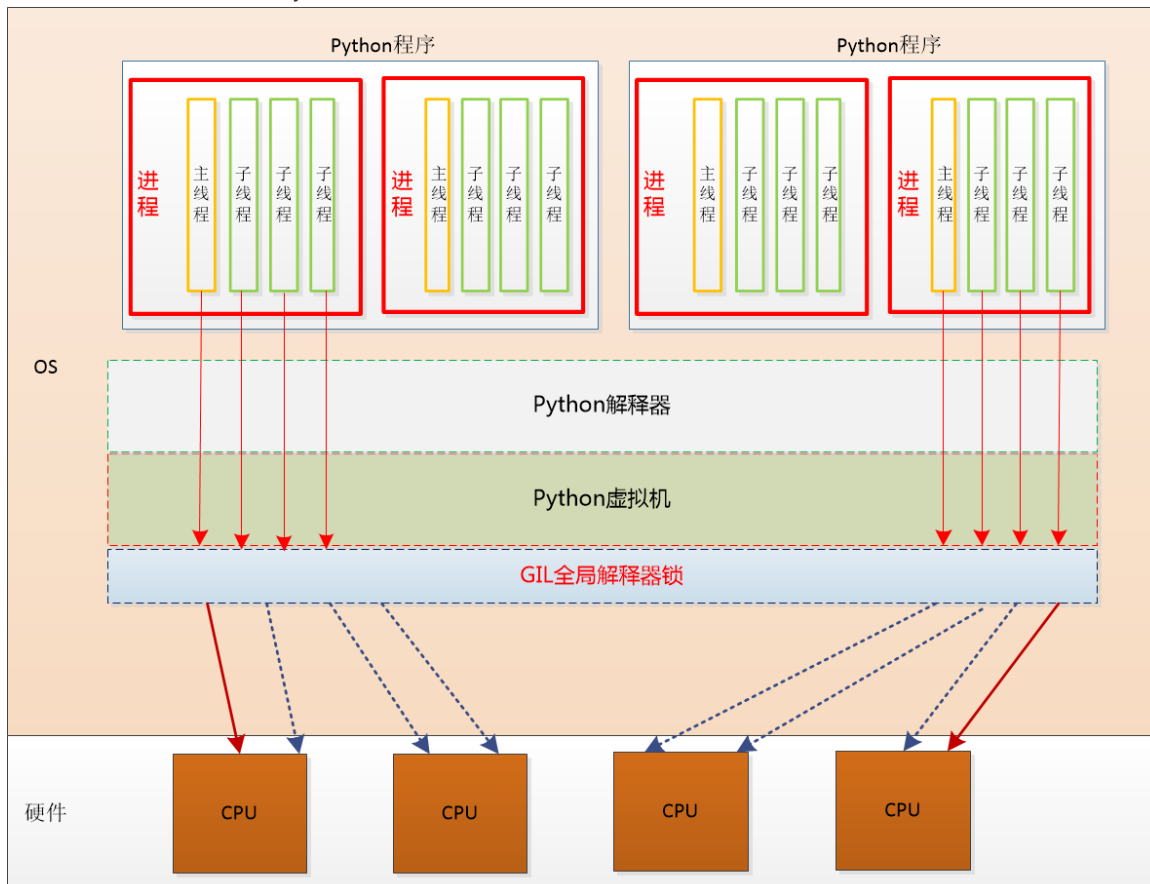 Python程序
Python程序
进程
主线程
子线程
子线程
子线程
进程
主线程
子线程
子线程
子线程
进程
主线程
子线程
子线程
子线程
进程
主线程
子线程
子线程
子线程
OS
Python解释器
Python虚拟机
GIL全局解释器锁
硬件
CPU
CPU
CPU
CPU